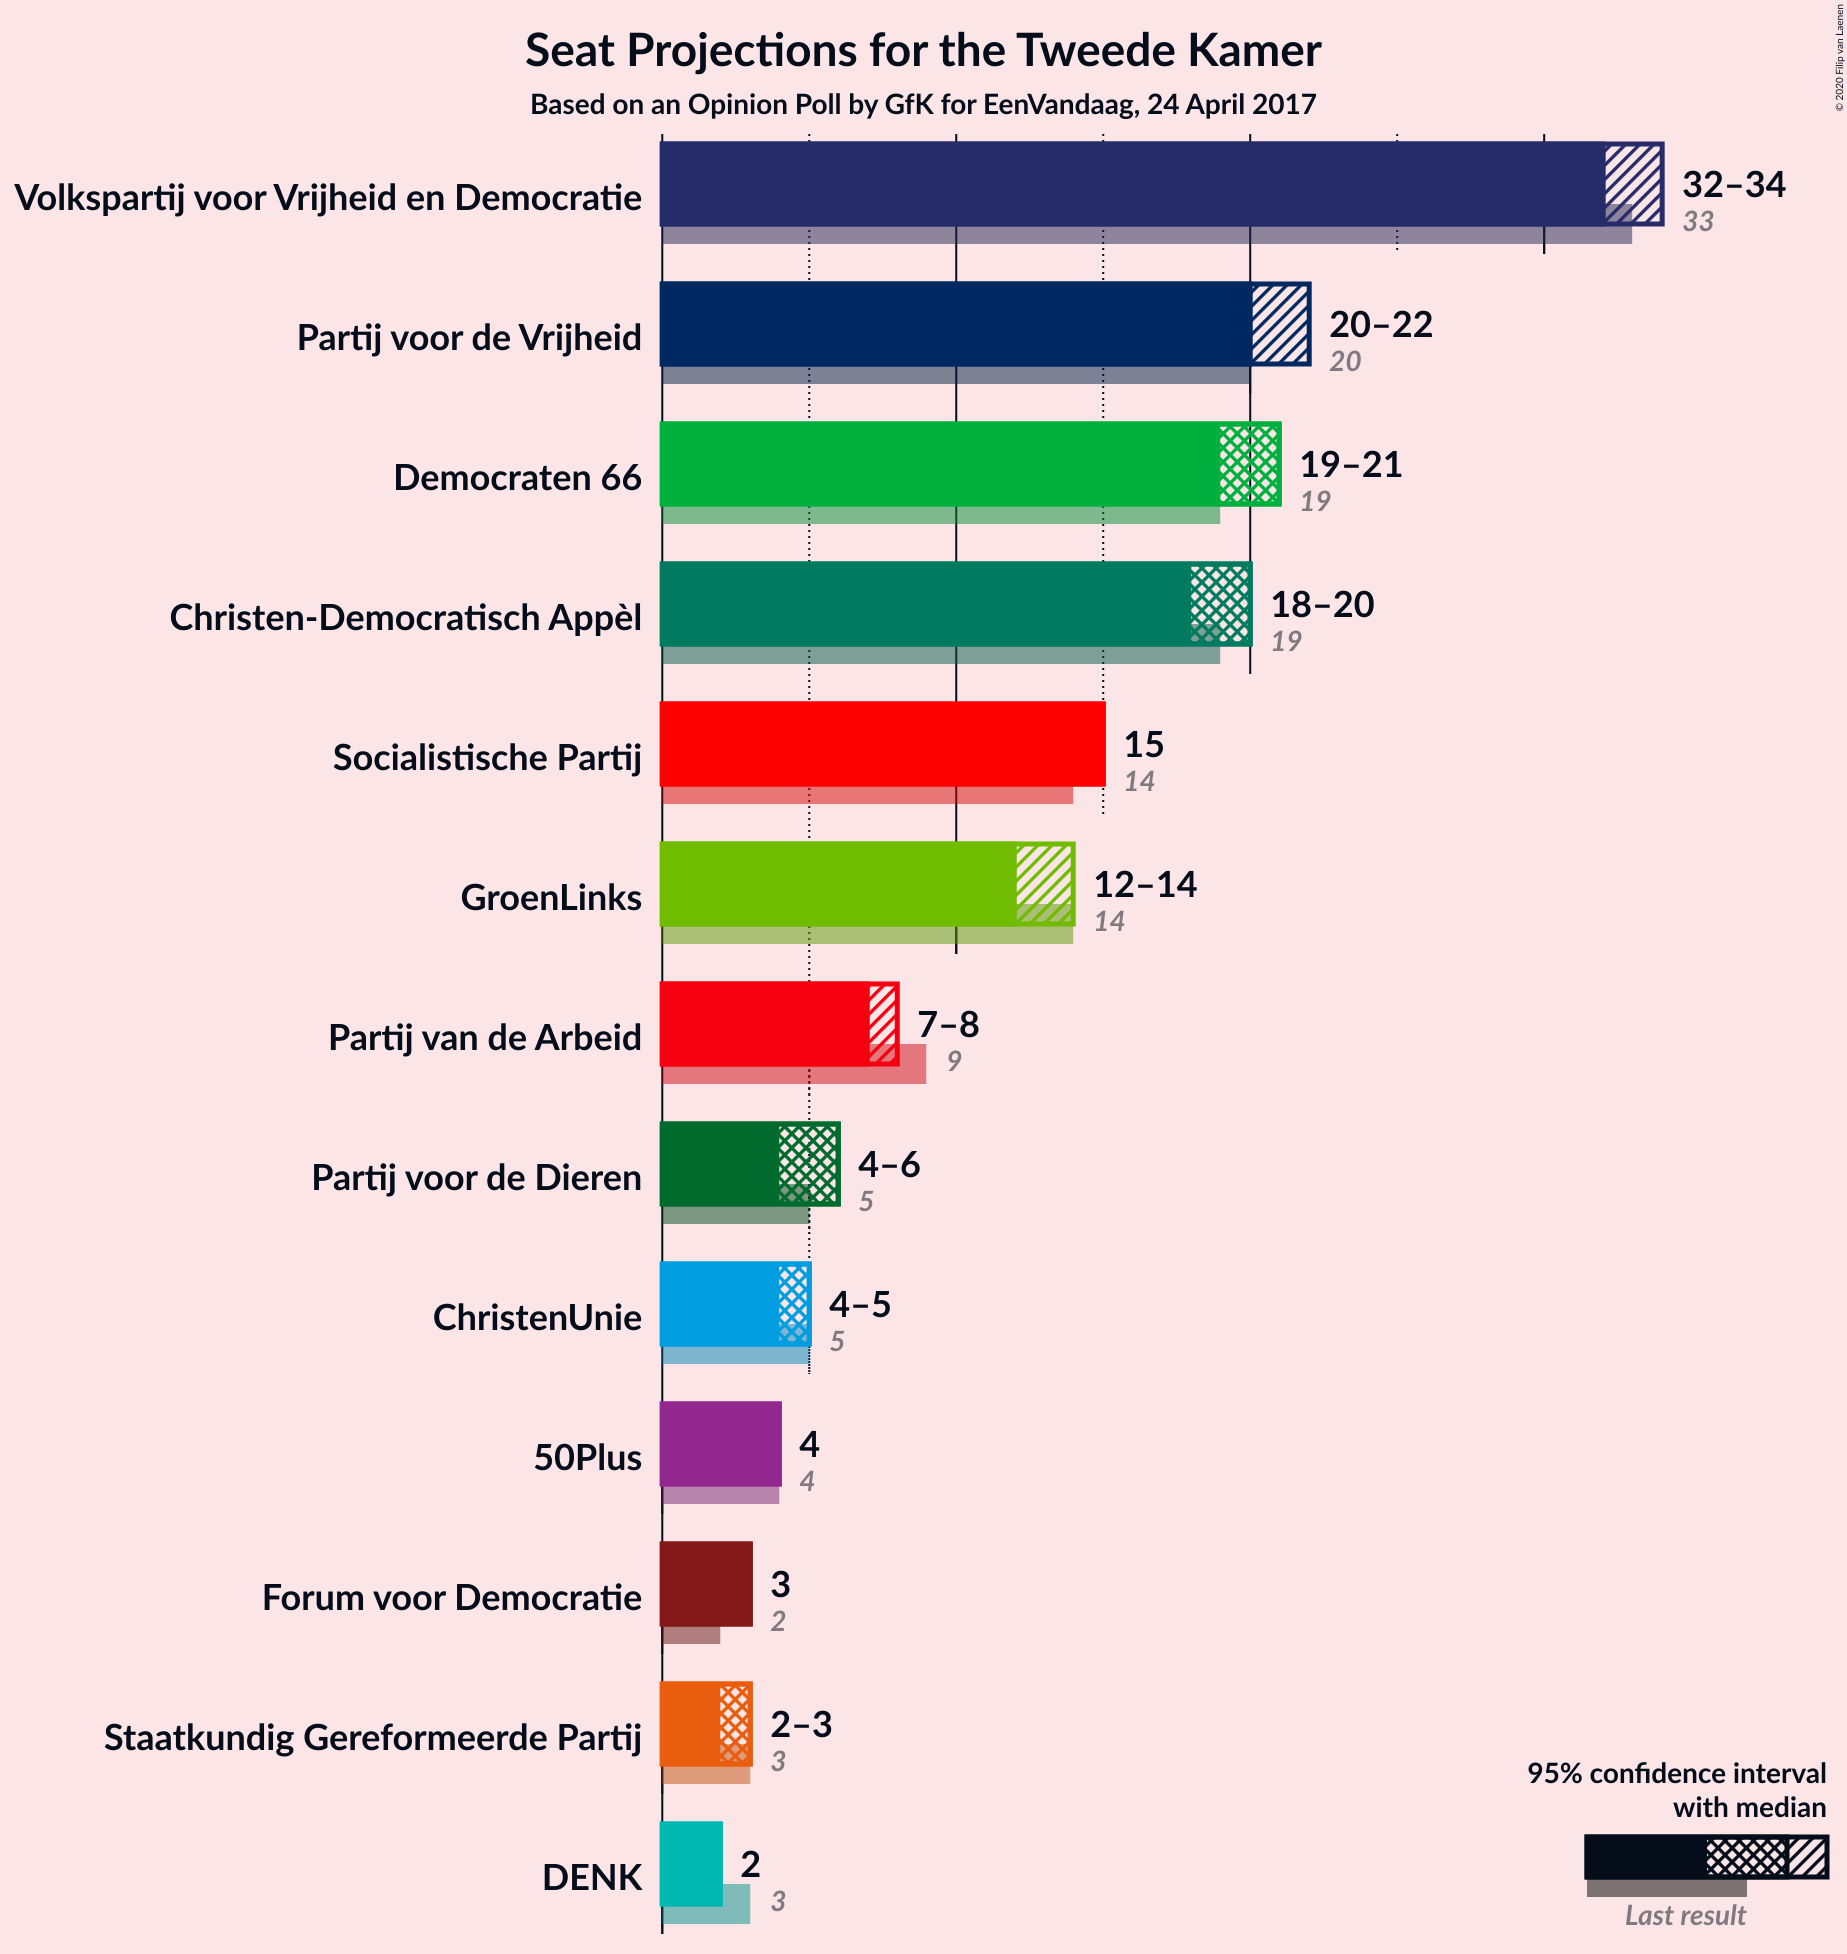 Seat Projections for the Tweede Kamer
Based on an Opinion Poll by GfK for EenVandaag, 24 April 2017
© 2020 Filip van Laenen
Volkspartij voor Vrijheid en Democratie
32–34
33
Partij voor de Vrijheid
20–22
20
Democraten 66
19–21
19
Christen-Democratisch Appèl
18–20
19
Socialistische Partij
15
14
GroenLinks
12–14
14
Partij van de Arbeid
7–8
9
Partij voor de Dieren
4–6
5
ChristenUnie
4–5
5
50Plus
4
4
Forum voor Democratie
3
2
Staatkundig Gereformeerde Partij
2–3
3
DENK
2
3
95% confidence interval
with median
Last result